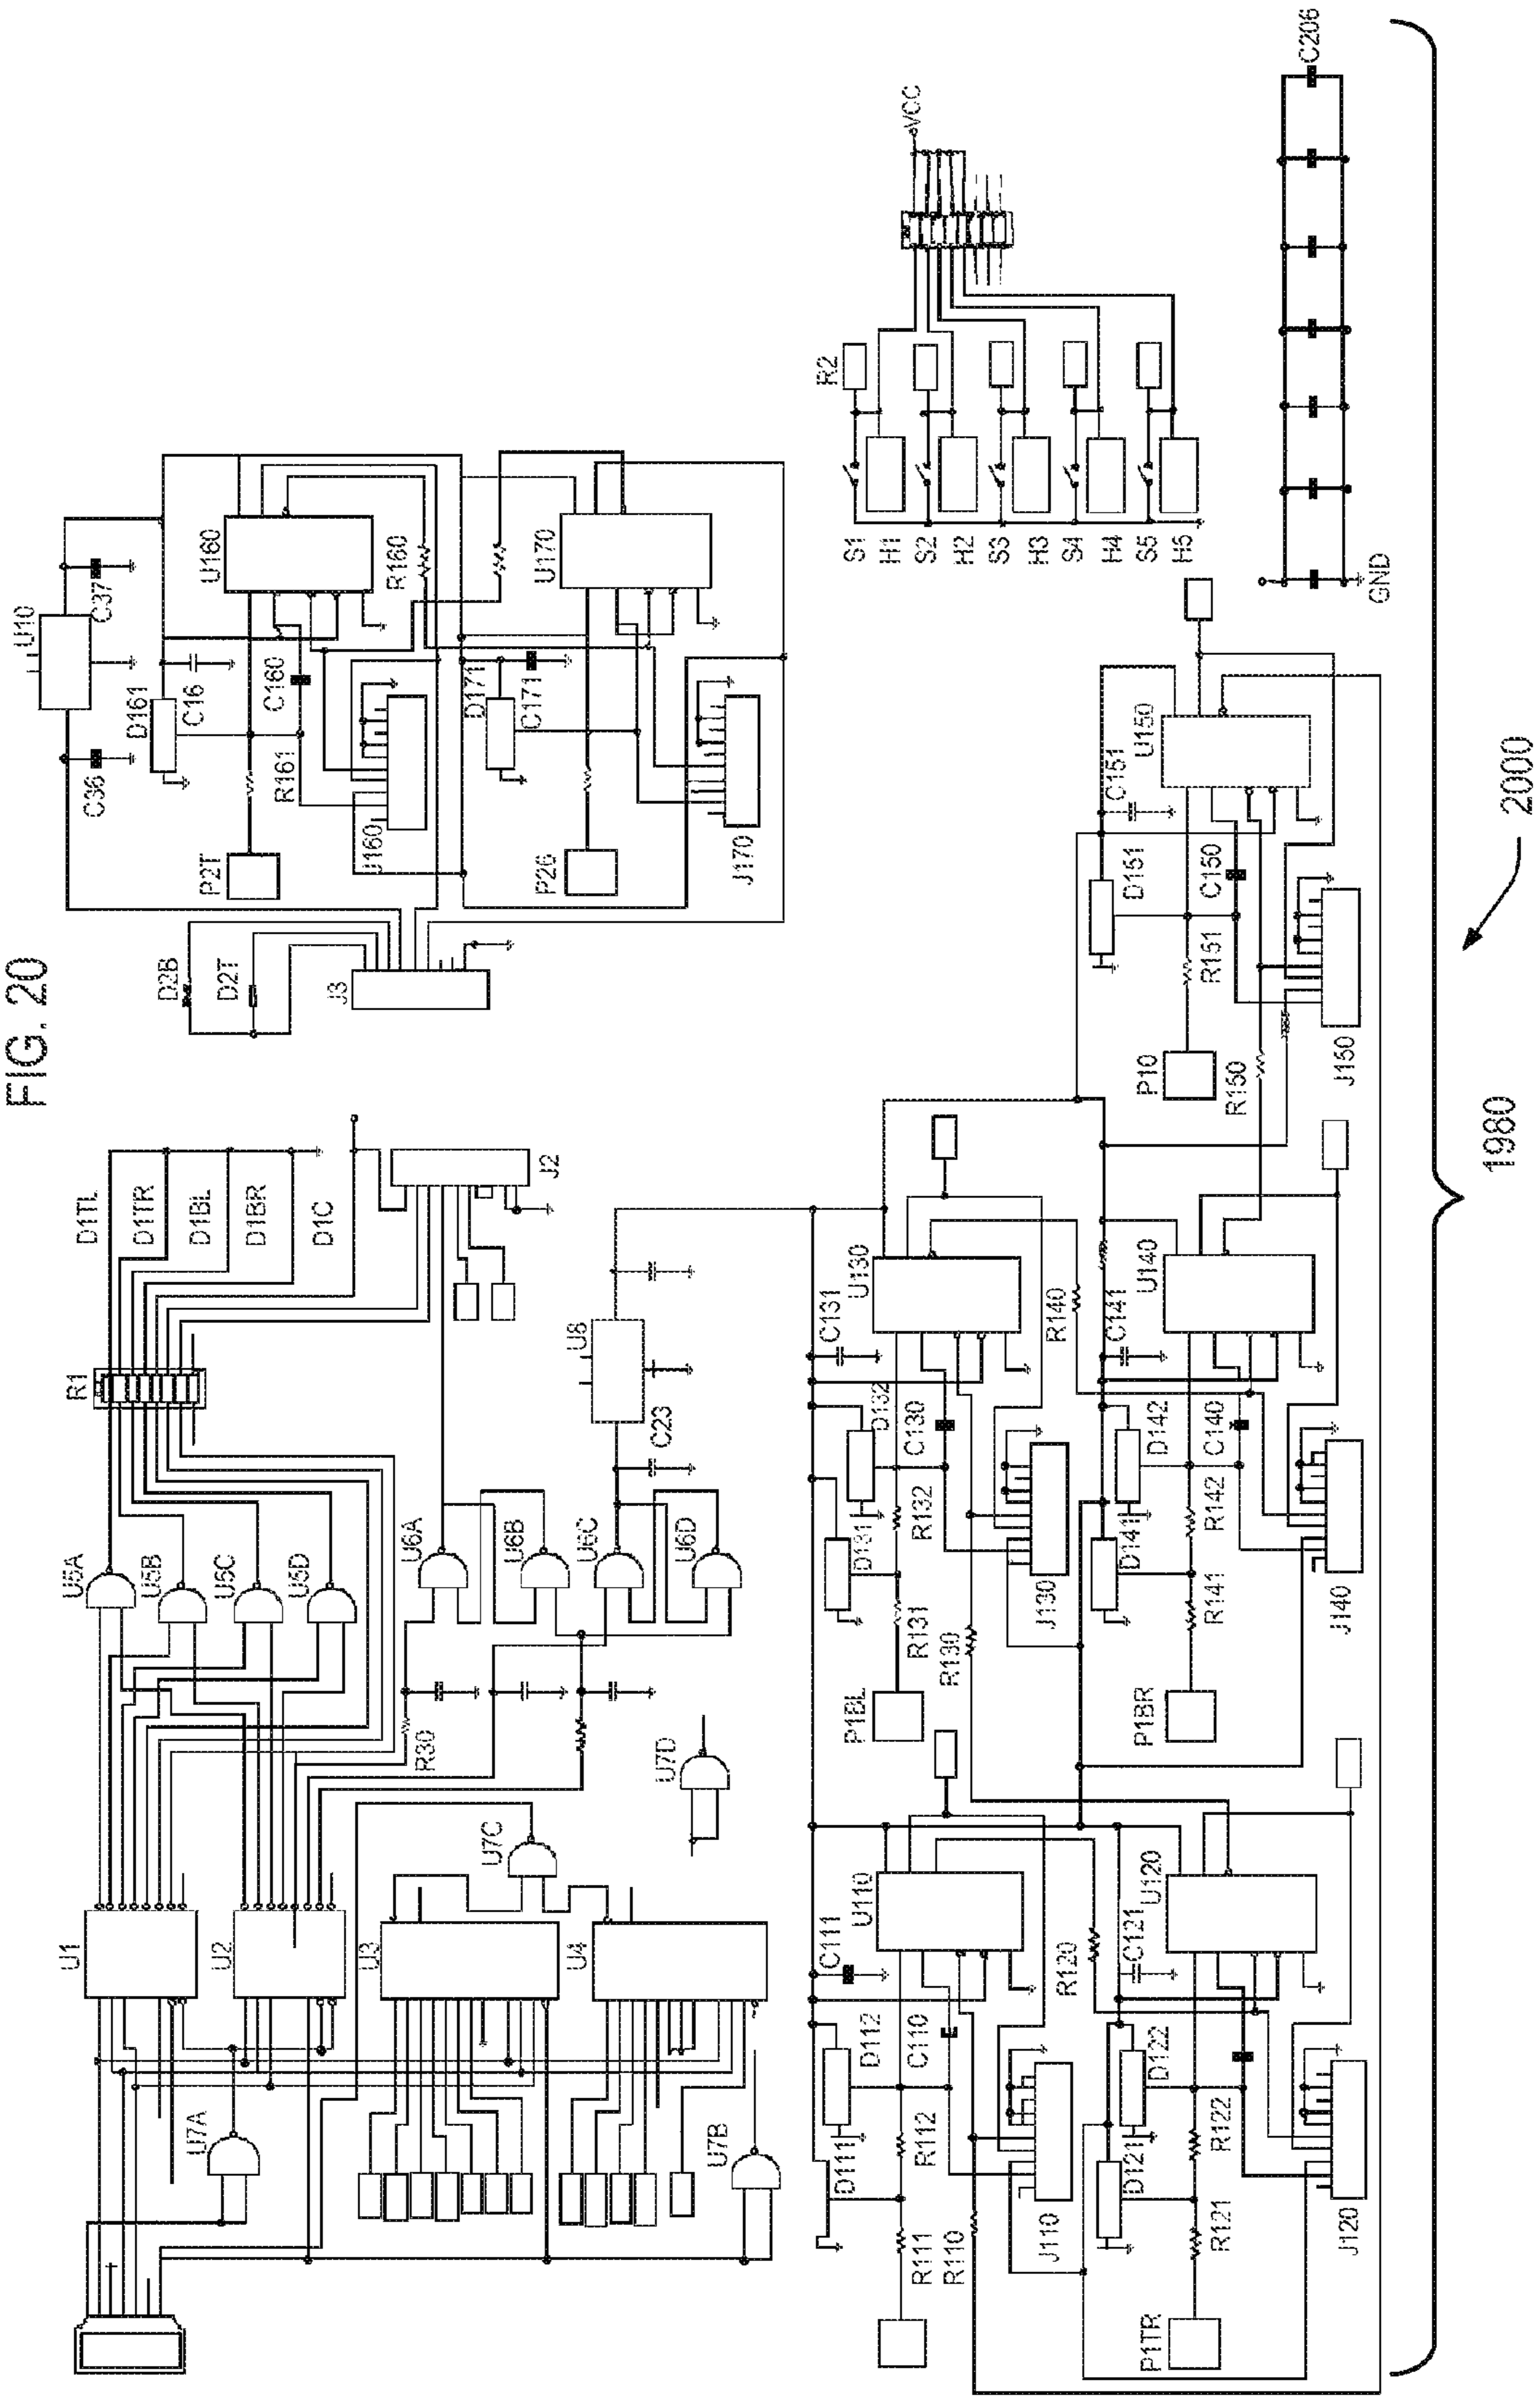 FIG. 20
U1
U2
U3
U4
U7A
U7B
U7C
U7D
U5A
U5B
U5C
U5D
R1
D1TL
D1TR
D1BL
D1BR
D1C
J2
U6A
U6B
U6C
U6D
R30
U8
C23
D2B
D2T
J3
U10
C36
C37
D161
C16
U160
P2T
R161
C160
R160
J160
D171
C171
U170
P26
J170
R2
VCC
S1
H1
S2
H2
S3
H3
S4
H4
S5
H5
GND
C206
C111
U110
D112
D111
C110
R112
R111
R110
J110
R120
C121
U120
D122
D121
R122
R121
P1TR
J120
C131
U130
D132
D131
C130
R132
R131
R130
P1BL
J130
R140
C141
U140
D142
D141
C140
R142
R141
P1BR
J140
C151
U150
D151
C150
R151
P10
R150
J150
1980
2000